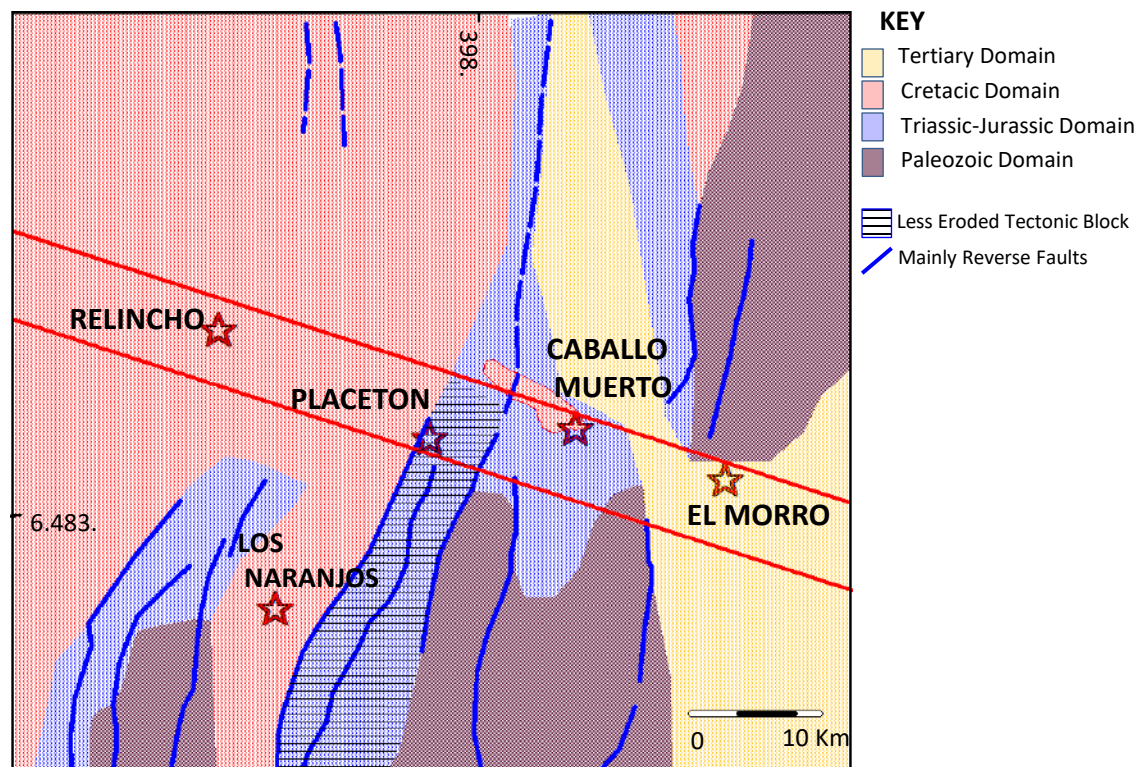 KEY
Tertiary Domain
Cretacic Domain
Triassic-Jurassic Domain
Paleozoic Domain
Less Eroded Tectonic Block
Mainly Reverse Faults
398.
RELINCHO
CABALLO
MUERTO
PLACETON
EL MORRO
6.483.
LOS
NARANJOS
0 10 Km